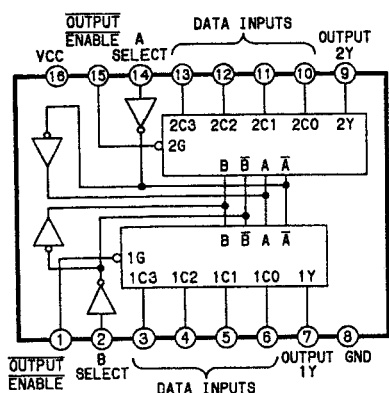 OUTPUT ENABLE A SELECT DATA INPUTS OUTPUT 2Y
VCC
16 15 14 13 12 11 10 9
2C3 2C2 2C1 2C0 2Y
2G
B B̅ A A̅
B B̅ A A̅
1G
1C3 1C2 1C1 1C0 1Y
1 2 3 4 5 6 7 8
OUTPUT ENABLE B SELECT DATA INPUTS OUTPUT 1Y GND